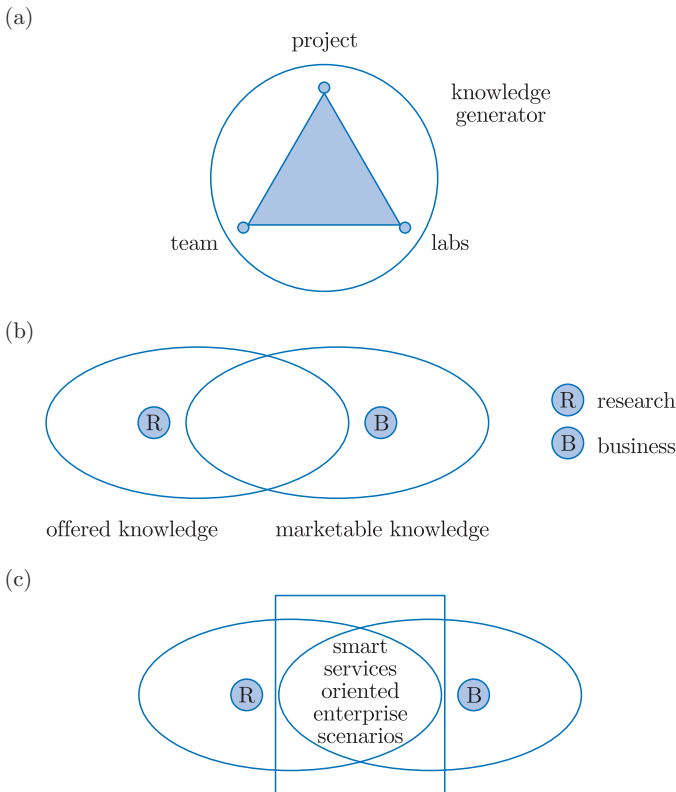 (a)
project
knowledge
generator
team
labs
(b)
R
B
R research
B business
offered knowledge
marketable knowledge
(c)
smart
services
R oriented B
enterprise
scenarios